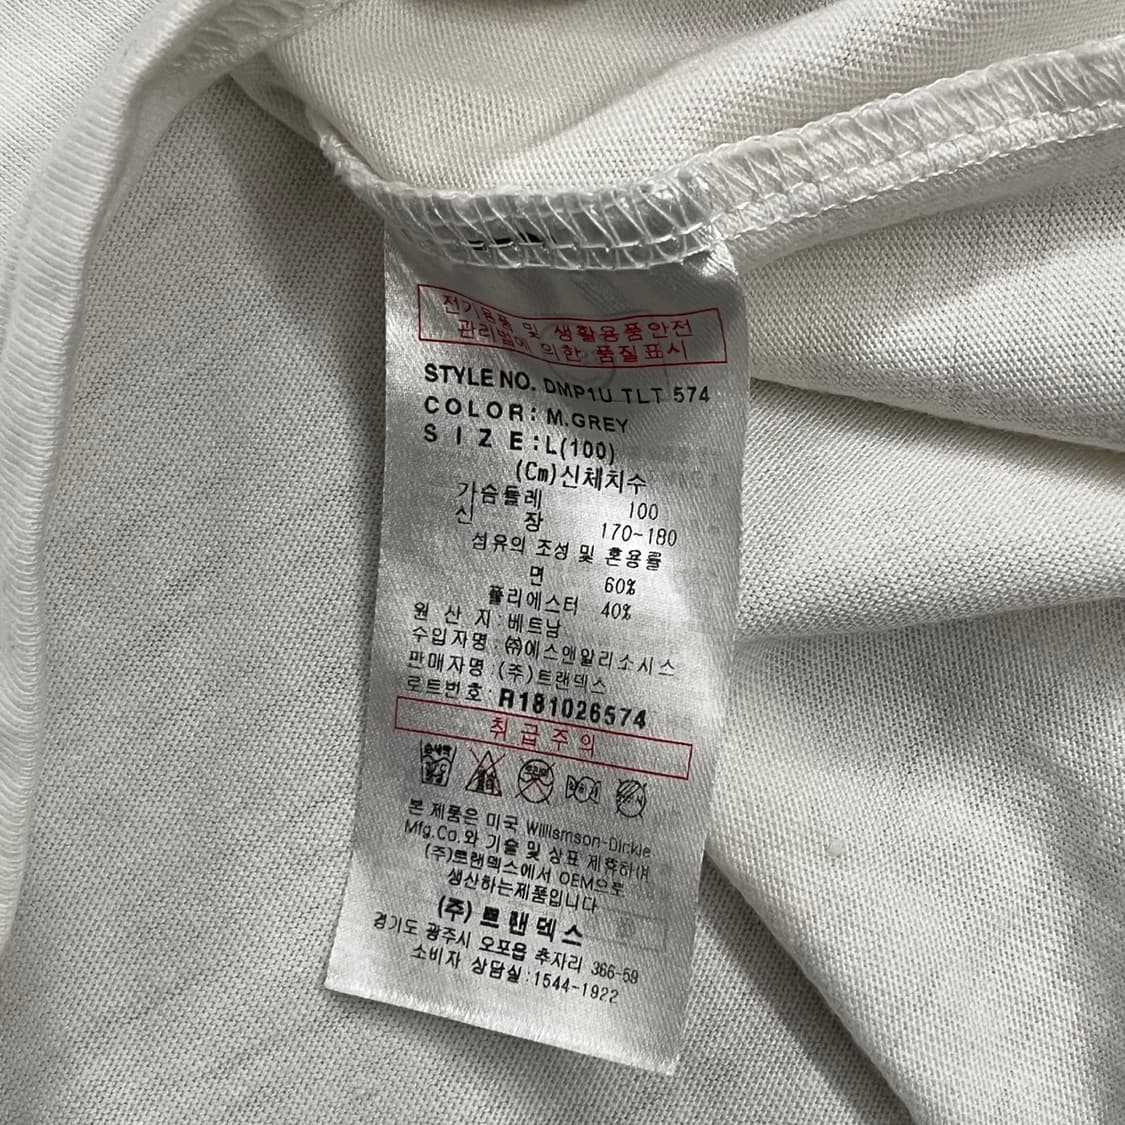 전기용품 및 생활용품안전
관리법에 의한 품질표시
STYLE NO. DMP1U TLT 574
COLOR: M.GREY
SIZE:L(100)
(Cm)신체치수
가슴들레 100
신 장 170-180
섬유의 조성 및 혼용률
면 60%
폴리에스터 40%
원 산 지: 베트남
수입자명: ㈜에스앤알리소시스
판매자명: (주)트랜덱스
로트번호: R181026574
취급주의
본 제품은 미국 Willismson-Dickie
Mfg.Co.와 기술 및 상표 제휴하여
(주)트랜덱스에서 OEM으로
생산하는제품입니다
(주)트랜덱스
경기도 광주시 오포읍 추자리 366-59
소비자 상담실:1544-1922